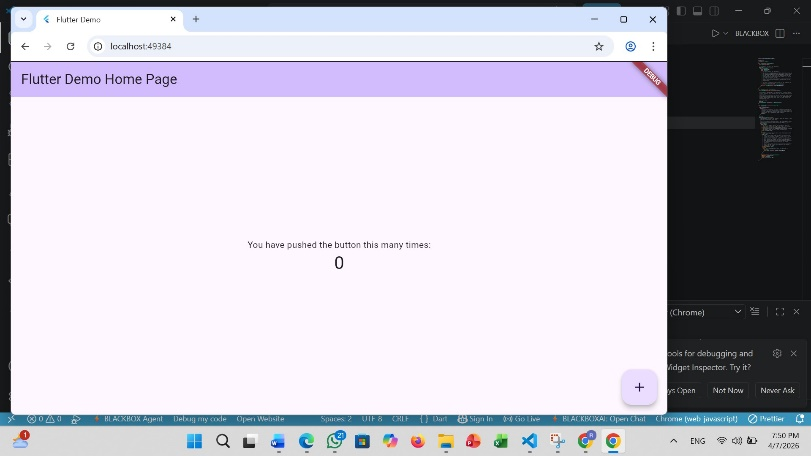 Flutter Demo
localhost:49384
BLACKBOX
Flutter Demo Home Page
DEBUG
You have pushed the button this many times:
0
+
(Chrome)
ools for debugging and
Widget Inspector. Try it?
ys Open
Not Now
Never Ask
0 0
BLACKBOX Agent
Debug my code
Open Website
Spaces: 2
UTF-8
CRLF
{} Dart
Sign In
Go Live
BLACKBOXAI: Open Chat
Chrome (web-javascript)
Prettier
1
21
R
ENG
7:50 PM
4/7/2026